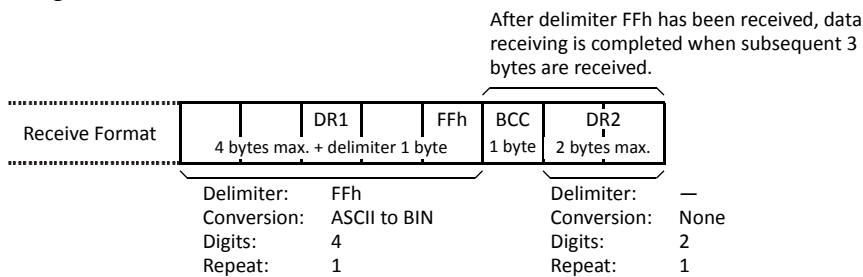 After delimiter FFh has been received, data
receiving is completed when subsequent 3
bytes are received.
Receive Format
DR1
FFh
BCC
DR2
4 bytes max. + delimiter 1 byte
1 byte
2 bytes max.
Delimiter: FFh
Conversion: ASCII to BIN
Digits: 4
Repeat: 1
Delimiter: —
Conversion: None
Digits: 2
Repeat: 1